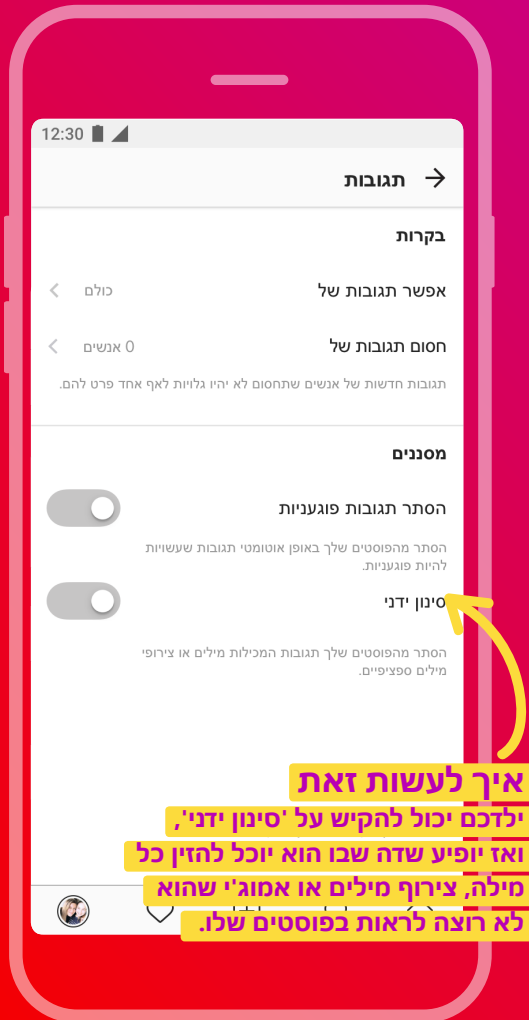 12:30
תגובות
בקרות
אפשר תגובות של
כולם
חסום תגובות של
0 אנשים
תגובות חדשות של אנשים שתחסום לא יהיו גלויות לאף אחד פרט להם.
מסננים
הסתר תגובות פוגעניות
הסתר מהפוסטים שלך באופן אוטומטי תגובות שעשויות
להיות פוגעניות.
סינון ידני
הסתר מהפוסטים שלך תגובות המכילות מילים או צירופי
מילים ספציפיים.
איך לעשות זאת
ילדכם יכול להקיש על 'סינון ידני',
ואז יופיע שדה שבו הוא יוכל להזין כל
מילה, צירוף מילים או אמוג'י שהוא
לא רוצה לראות בפוסטים שלו.